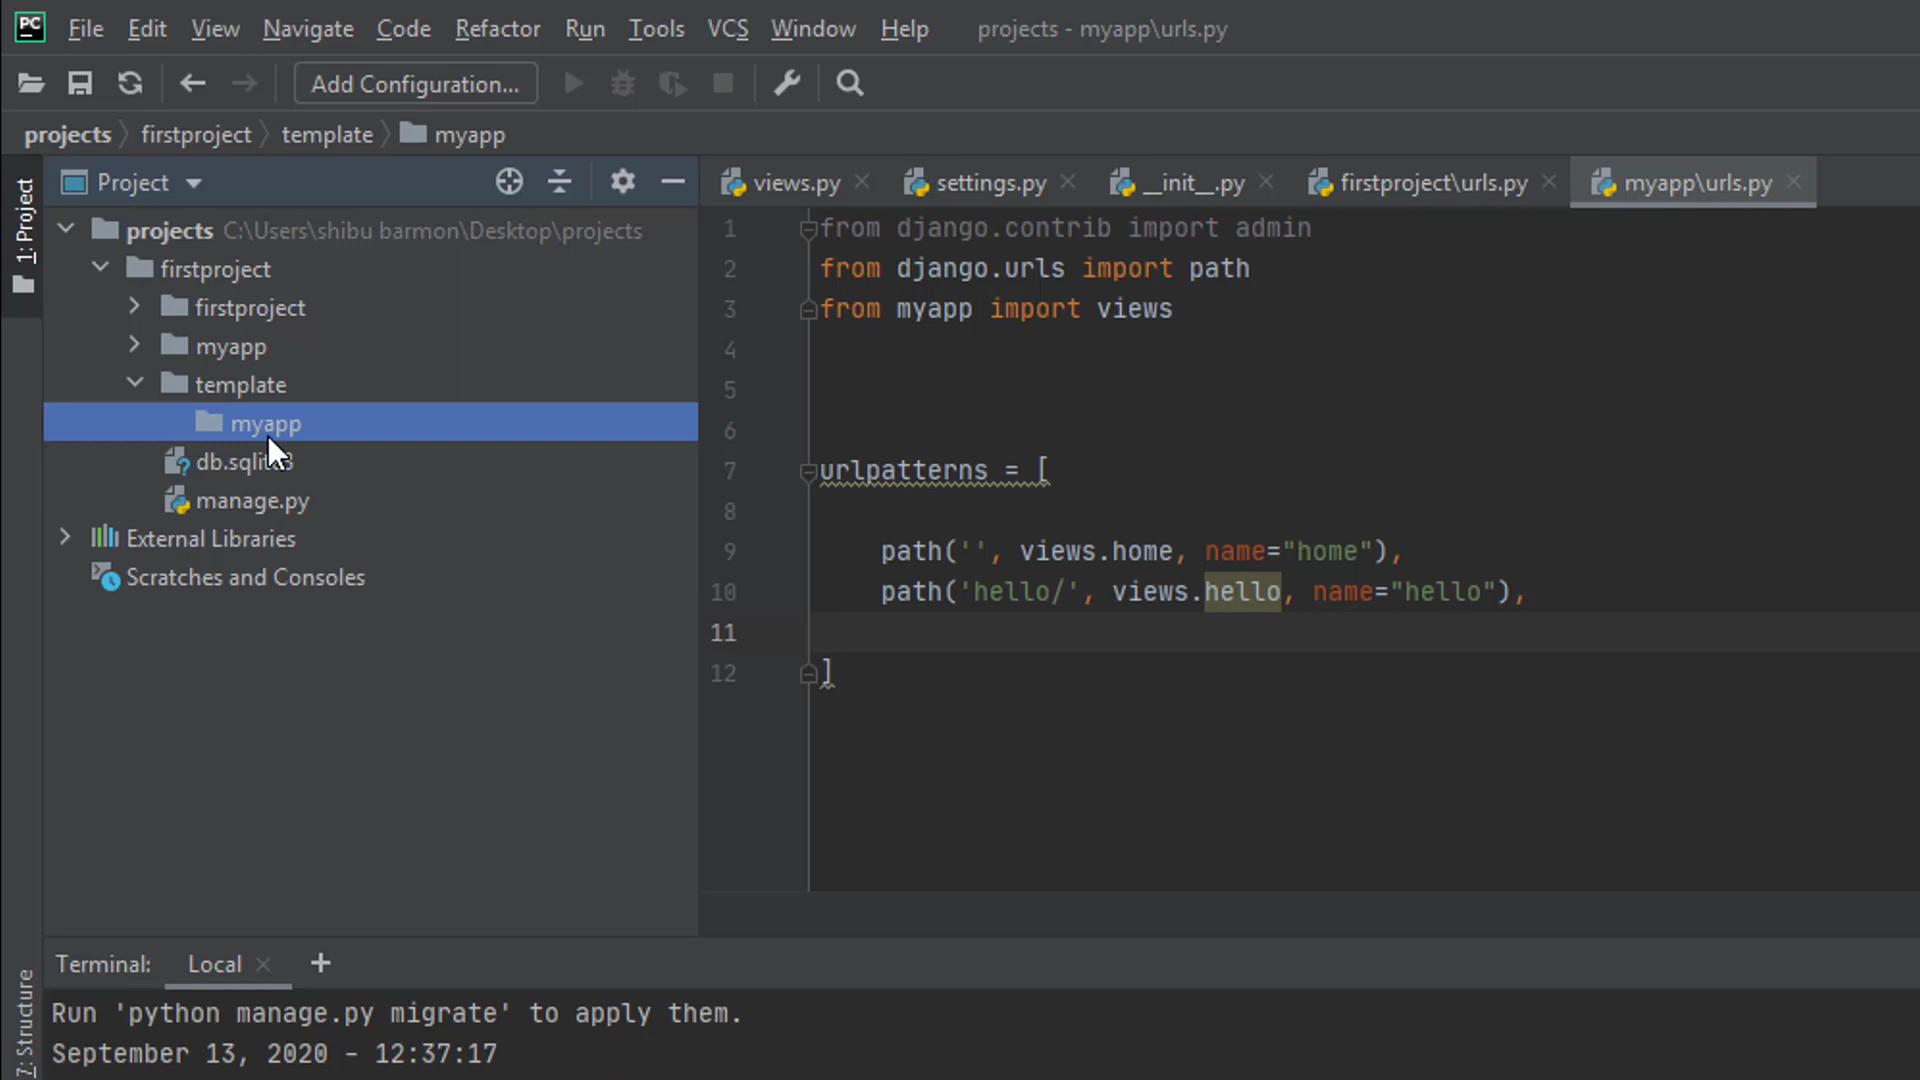 PC File Edit View Navigate Code Refactor Run Tools VCS Window Help projects - myapp\urls.py
Add Configuration...
projects firstproject template myapp
1: Project
Project
views.py settings.py __init__.py firstproject\urls.py myapp\urls.py
projects C:\Users\shibu barmon\Desktop\projects
firstproject
firstproject
myapp
template
myapp
manage.py
External Libraries
Scratches and Consoles
1 from django.contrib import admin
2 from django.urls import path
3 from myapp import views
4
5
6
7 urlpatterns = [
8
9 path('', views.home, name="home"),
10 path('hello/', views.hello, name="hello"),
11
12 ]
7: Structure
Terminal: Local +
Run 'python manage.py migrate' to apply them.
September 13, 2020 - 12:37:17